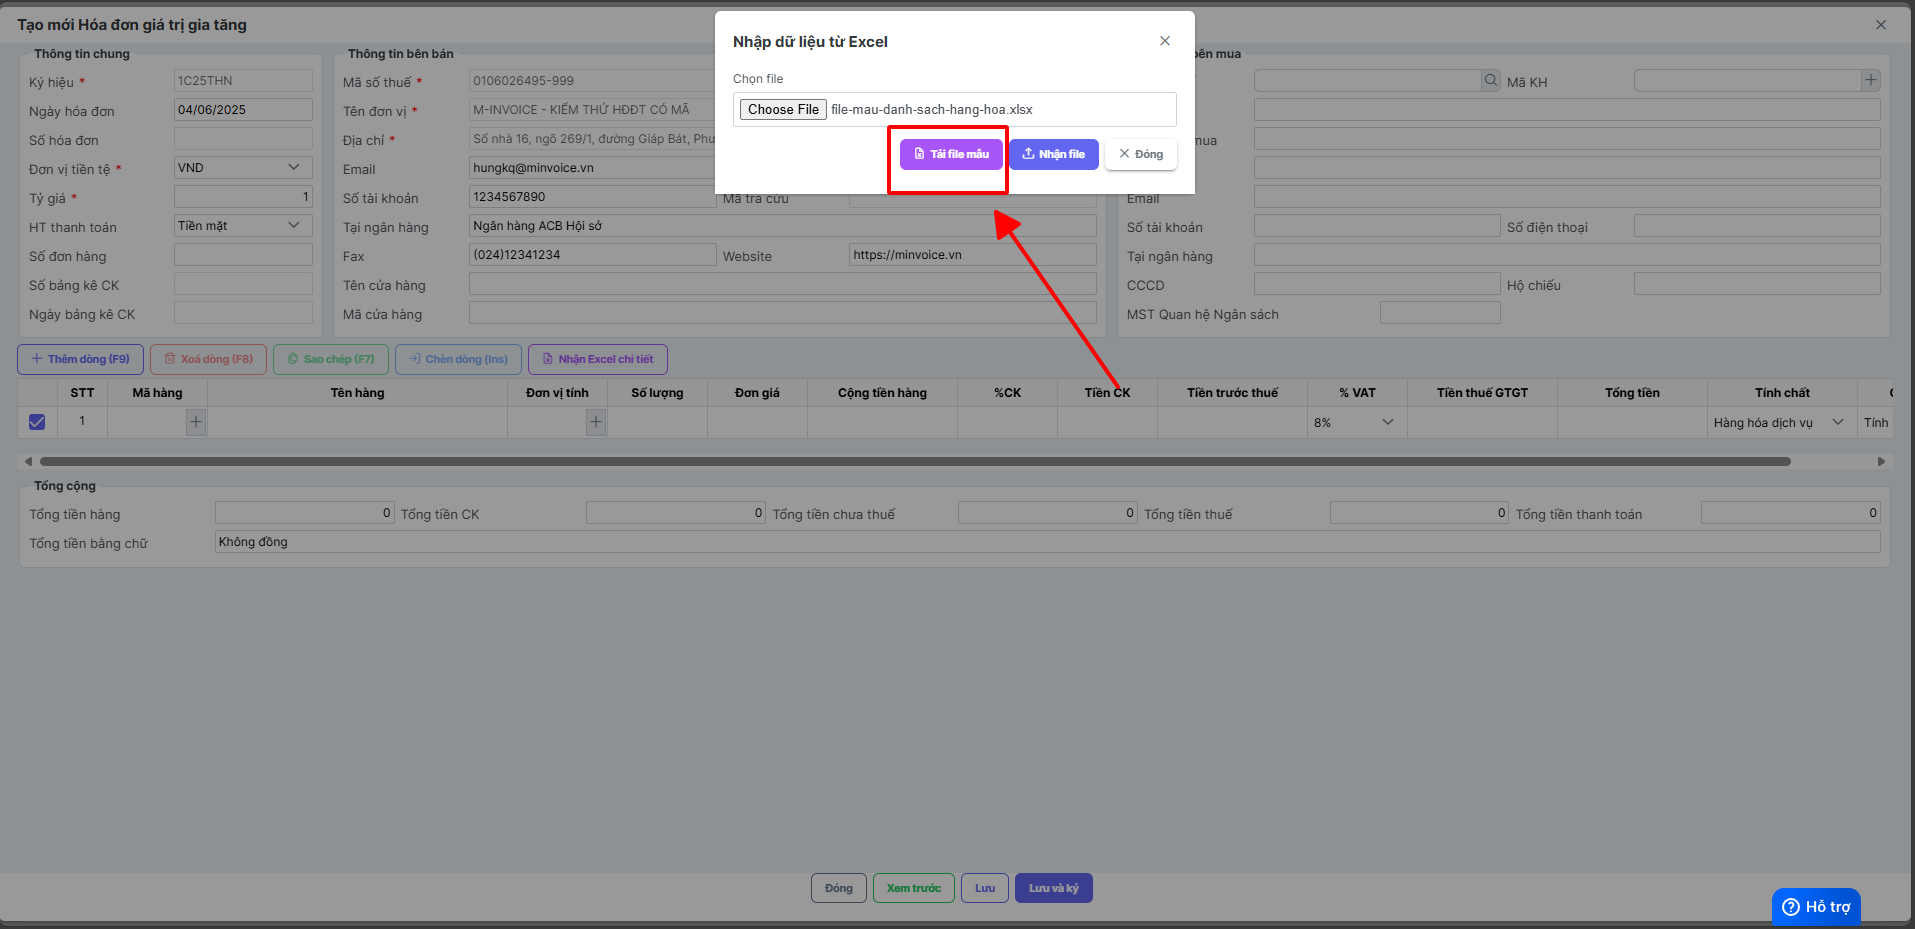 Tạo mới Hóa đơn giá trị gia tăng
Nhập dữ liệu từ Excel
Chọn file
Choose File file-mau-danh-sach-hang-hoa.xlsx
Tải file mẫu Nhận file Đóng
Thông tin chung
Ký hiệu * 1C25THN
Ngày hóa đơn 04/06/2025
Số hóa đơn
Đơn vị tiền tệ * VND
Tỷ giá * 1
HT thanh toán Tiền mặt
Số đơn hàng
Số bảng kê CK
Ngày bảng kê CK
Thông tin bên bán
Mã số thuế * 0106026495-999
Tên đơn vị * M-INVOICE - KIỂM THỬ HĐĐT CÓ MÃ
Địa chỉ * Số nhà 16, ngõ 269/1, đường Giáp Bát, Phư
Email hungkq@minvoice.vn
Số tài khoản 1234567890 Mã tra cứu
Tại ngân hàng Ngân hàng ACB Hội sở
Fax (024)12341234 Website https://minvoice.vn
Tên cửa hàng
Mã cửa hàng
bên mua
Mã KH
mua
Email
Số tài khoản Số điện thoại
Tại ngân hàng
CCCD Hộ chiếu
MST Quan hệ Ngân sách
Thêm dòng (F9) Xoá dòng (F8) Sao chép (F7) Chèn dòng (Ins) Nhận Excel chi tiết
STT Mã hàng Tên hàng Đơn vị tính Số lượng Đơn giá Cộng tiền hàng %CK Tiền CK Tiền trước thuế % VAT Tiền thuế GTGT Tổng tiền Tính chất
1 8% Hàng hóa dịch vụ Tính
Tổng cộng
Tổng tiền hàng 0 Tổng tiền CK 0 Tổng tiền chưa thuế 0 Tổng tiền thuế 0 Tổng tiền thanh toán 0
Tổng tiền bằng chữ Không đồng
Đóng Xem trước Lưu Lưu và ký
Hỗ trợ